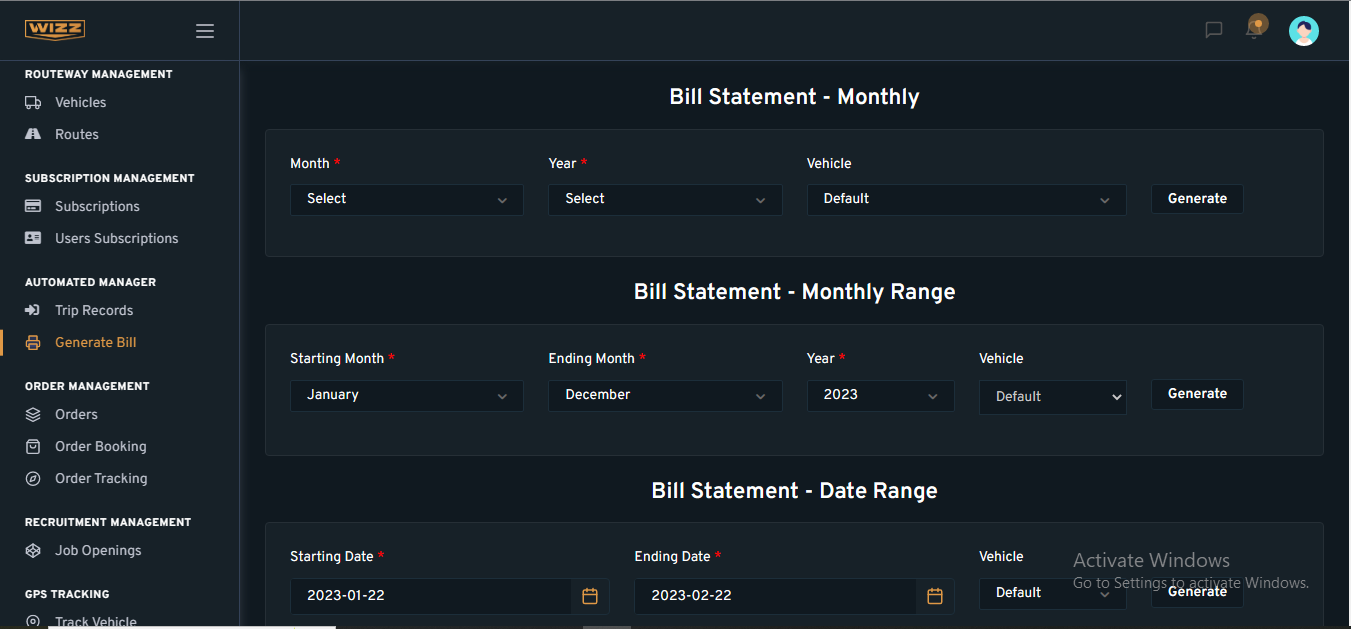 WIZZ
ROUTEWAY MANAGEMENT
Vehicles
Routes
SUBSCRIPTION MANAGEMENT
Subscriptions
Users Subscriptions
AUTOMATED MANAGER
Trip Records
Generate Bill
ORDER MANAGEMENT
Orders
Order Booking
Order Tracking
RECRUITMENT MANAGEMENT
Job Openings
GPS TRACKING
Track Vehicle
Bill Statement - Monthly
Month * Year * Vehicle
Select Select Default Generate
Bill Statement - Monthly Range
Starting Month * Ending Month * Year * Vehicle
January December 2023 Default Generate
Bill Statement - Date Range
Starting Date * Ending Date * Vehicle
2023-01-22 2023-02-22 Default Generate
Activate Windows
Go to Settings to activate Windows.